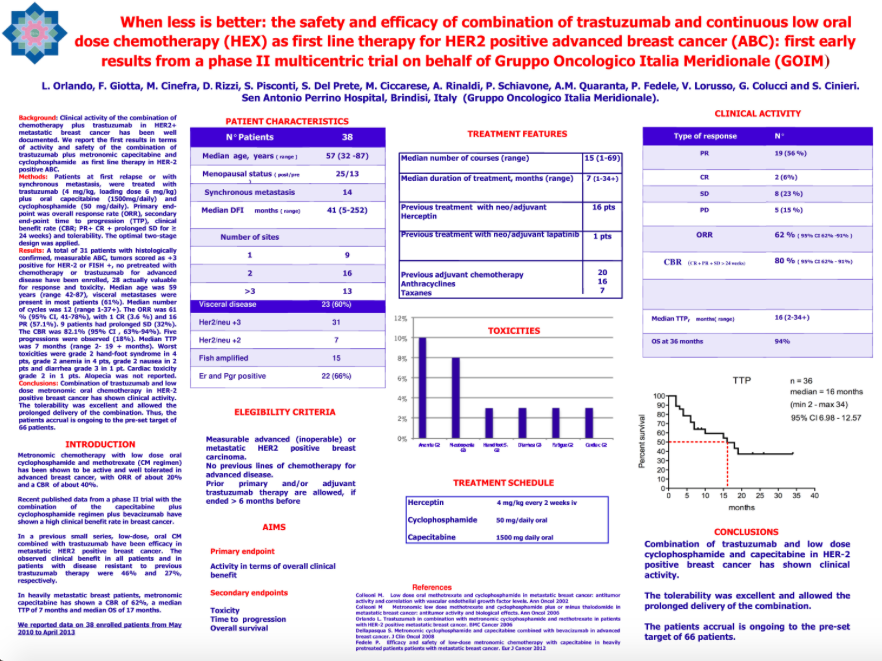 When less is better: the safety and efficacy of combination of trastuzumab and continuous low oral
dose chemotherapy (HEX) as first line therapy for HER2 positive advanced breast cancer (ABC): first early
results from a phase II multicentric trial on behalf of Gruppo Oncologico Italia Meridionale (GOIM)
L. Orlando, F. Giotta, M. Cinefra, D. Rizzi, S. Pisconti, S. Del Prete, M. Ciccarese, A. Rinaldi, P. Schiavone, A.M. Quaranta, P. Fedele, V. Lorusso, G. Colucci and S. Cinieri.
Sen Antonio Perrino Hospital, Brindisi, Italy (Gruppo Oncologico Italia Meridionale).
Background: Clinical activity of the combination of
chemotherapy plus trastuzumab in HER2+
metastatic breast cancer has been well
documented. We report the first results in terms
of activity and safety of the combination of
trastuzumab plus metronomic capecitabine and
cyclophosphamide as first line therapy in HER-2
positive ABC.
Methods: Patients at first relapse or with
synchronous metastasis, were treated with
trastuzumab (4 mg/kg, loading dose 6 mg/kg)
plus oral capecitabine (1500mg/daily) and
cyclophosphamide (50 mg/daily). Primary end-
point was overall response rate (ORR), secondary
end-point time to progression (TTP), clinical
benefit rate (CBR; PR+ CR + prolonged SD for ≥
24 weeks) and tolerability. The optimal two-stage
design was applied.
Results: A total of 31 patients with histologically
confirmed, measurable ABC, tumors scored as +3
positive for HER-2 or FISH +, no pretreated with
chemotherapy or trastuzumab for advanced
disease have been enrolled, 28 actually valuable
for response and toxicity. Median age was 59
years (range 42-87), visceral metastases were
present in most patients (61%). Median number
of cycles was 12 (range 1-37+). The ORR was 61
% (95% CI, 41-78%), with 1 CR (3.6 %) and 16
PR (57.1%). 9 patients had prolonged SD (32%).
The CBR was 82.1% (95% CI , 63%-94%). Five
progressions were observed (18%). Median TTP
was 7 months (range 2- 19 + months). Worst
toxicities were grade 2 hand-foot syndrome in 4
pts, grade 2 anemia in 4 pts, grade 2 nausea in 2
pts and diarrhea grade 3 in 1 pt. Cardiac toxicity
grade 2 in 1 pts. Alopecia was not reported.
Conclusions: Combination of trastuzumab and low
dose metronomic oral chemotherapy in HER-2
positive breast cancer has shown clinical activity.
The tolerability was excellent and allowed the
prolonged delivery of the combination. Thus, the
patients accrual is ongoing to the pre-set target of
66 patients.
INTRODUCTION
Metronomic chemotherapy with low dose oral
cyclophosphamide and methotrexate (CM regimen)
has been shown to be active and well tolerated in
advanced breast cancer, with ORR of about 20%
and a CBR of about 40%.
Recent published data from a phase II trial with the
combination of the capecitabine plus
cyclophosphamide regimen plus bevacizumab have
shown a high clinical benefit rate in breast cancer.
In a previous small series, low-dose, oral CM
combined with trastuzumab have been efficacy in
metastatic HER2 positive breast cancer. The
observed clinical benefit in all patients and in
patients with disease resistant to previous
trastuzumab therapy were 46% and 27%,
respectively.
In heavily metastatic breast patients, metronomic
capecitabine has shown a CBR of 62%, a median
TTP of 7 months and median OS of 17 months.
We reported data on 38 enrolled patients from May
2010 to April 2013
PATIENT CHARACTERISTICS
N° Patients 38
Median age, years ( range ) 57 (32 -87)
Menopausal status ( post/pre 25/13
)
Synchronous metastasis 14
Median DFI months ( range) 41 (5-252)
Number of sites
1 9
2 16
>3 13
Visceral disease 23 (60%)
Her2/neu +3 31
Her2/neu +2 7
Fish amplified 15
Er and Pgr positive 22 (66%)
ELEGIBILITY CRITERIA
Measurable advanced (inoperable) or
metastatic HER2 positive breast
carcinoma.
No previous lines of chemotherapy for
advanced disease.
Prior primary and/or adjuvant
trastuzumab therapy are allowed, if
ended > 6 months before
AIMS
Primary endpoint
Activity in terms of overall clinical
benefit
Secondary endpoints
Toxicity
Time to progression
Overall survival
TREATMENT FEATURES
Median number of courses (range) 15 (1-69)
Median duration of treatment, months (range) 7 (1-34+)
Previous treatment with neo/adjuvant 16 pts
Herceptin
Previous treatment with neo/adjuvant lapatinib 1 pts
Previous adjuvant chemotherapy 20
Anthracyclines 16
Taxanes 7
TOXICITIES
12%
10%
8%
6%
4%
2%
0%
Anemia G2
Diarrhea G3
Fatigue G2
Cardiac G2
TREATMENT SCHEDULE
Herceptin 4 mg/kg every 2 weeks iv
Cyclophosphamide 50 mg/daily oral
Capecitabine 1500 mg daily oral
References
Colleoni M. Low dose oral methotrexate and cyclophosphamide in metastatic breast cancer: antitumor
activity and correlation with vascular endothelial growth factor levels. Ann Oncol 2002
Colleoni M Metronomic low dose methotrexate and cyclophosphamide plus or minus thalodomide in
metastatic breast cancer: antitumor activity and biological effects. Ann Oncol 2006
Orlando L. Trastuzumab in combination with metronomic cyclophosphamide and methotrexate in patients
with HER-2 positive metastatic breast cancer. BMC Cancer 2006
Dellapasqua S. Metronomic cyclophosphamide and capecitabine combined with bevacizumab in advanced
breast cancer. J Clin Oncol 2008
Fedele P. Efficacy and safety of low-dose metronomic chemotherapy with capecitabine in heavily
pretreated patients patients with metastatic breast cancer. Eur J Cancer 2012
CLINICAL ACTIVITY
Type of response N°
PR 19 (56 %)
CR 2 (6%)
SD 8 (23 %)
PD 5 (15 %)
ORR 62 % ( 95% CI 62% -91% )
CBR (CR + PR + SD > 24 weeks) 80 % ( 95% CI 62% - 91%)
Median TTP, months( range) 16 (2-34+)
OS at 36 months 94%
TTP
n = 36
median = 16 months
(min 2 - max 34)
95% CI 6.98 - 12.57
Percent survival
100
90
80
70
60
50
40
30
20
10
0
0 5 10 15 20 25 30 35 40
months
CONCLUSIONS
Combination of trastuzumab and low dose
cyclophosphamide and capecitabine in HER-2
positive breast cancer has shown clinical
activity.
The tolerability was excellent and allowed the
prolonged delivery of the combination.
The patients accrual is ongoing to the pre-set
target of 66 patients.